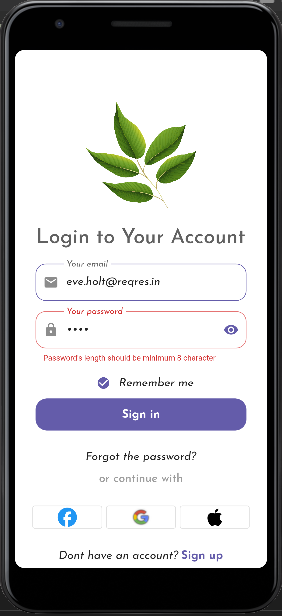 Login to Your Account
Your email
eve.holt@reqres.in
Your password
••••
Password's length should be minimum 8 character
Remember me
Sign in
Forgot the password?
or continue with
Dont have an account? Sign up